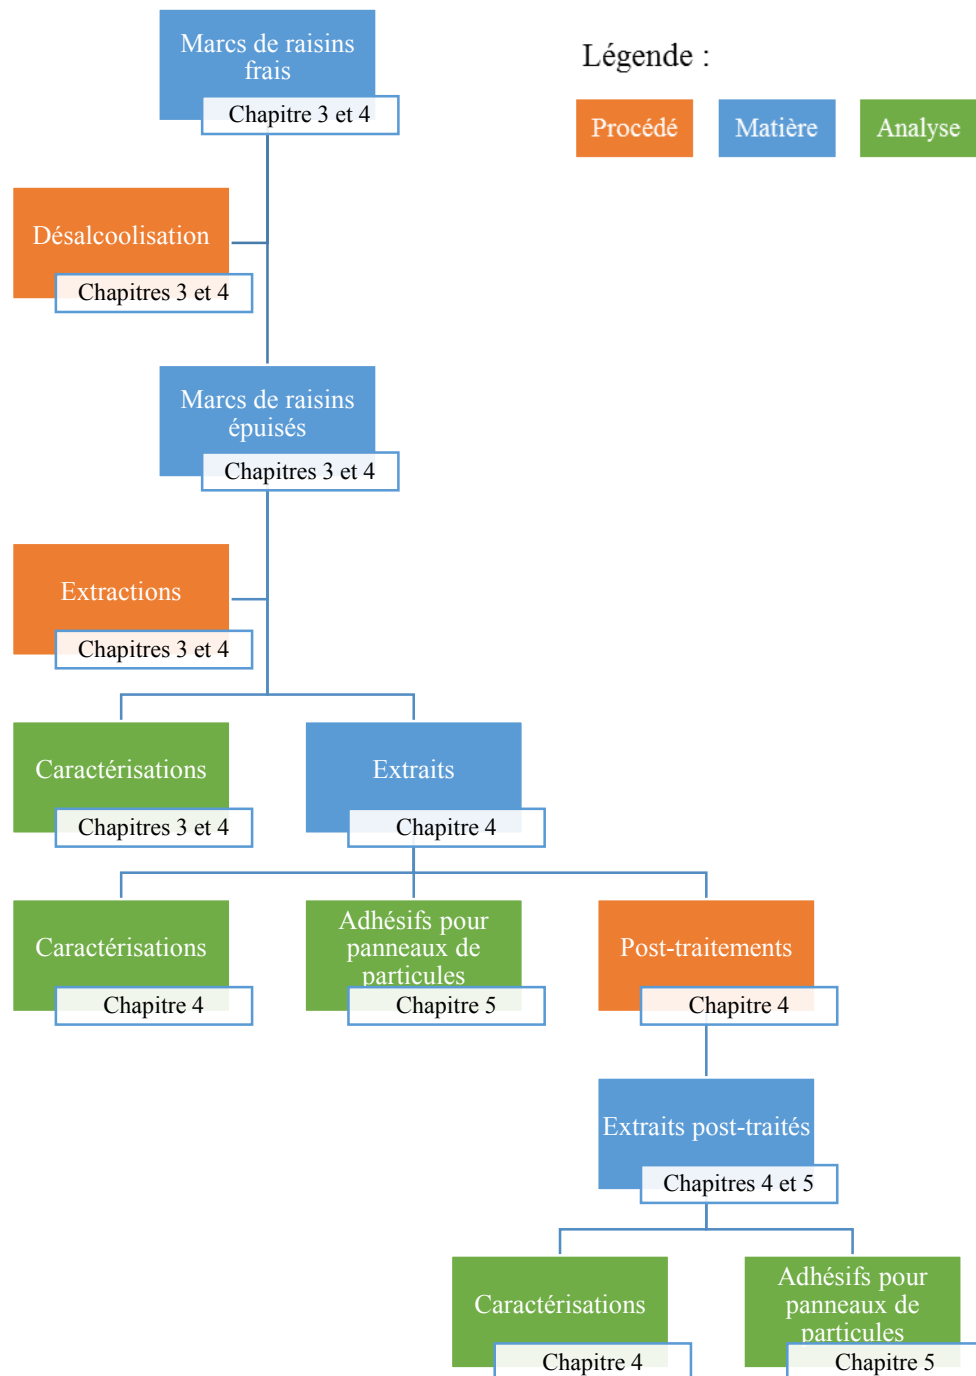 Marcs de raisins
frais
Chapitre 3 et 4
Légende :
Procédé
Matière
Analyse
Désalcoolisation
Chapitres 3 et 4
Marcs de raisins
épuisés
Chapitres 3 et 4
Extractions
Chapitres 3 et 4
Caractérisations
Chapitres 3 et 4
Extraits
Chapitre 4
Caractérisations
Chapitre 4
Adhésifs pour
panneaux de
particules
Chapitre 5
Post-traitements
Chapitre 4
Extraits post-traités
Chapitres 4 et 5
Caractérisations
Chapitre 4
Adhésifs pour
panneaux de
particules
Chapitre 5